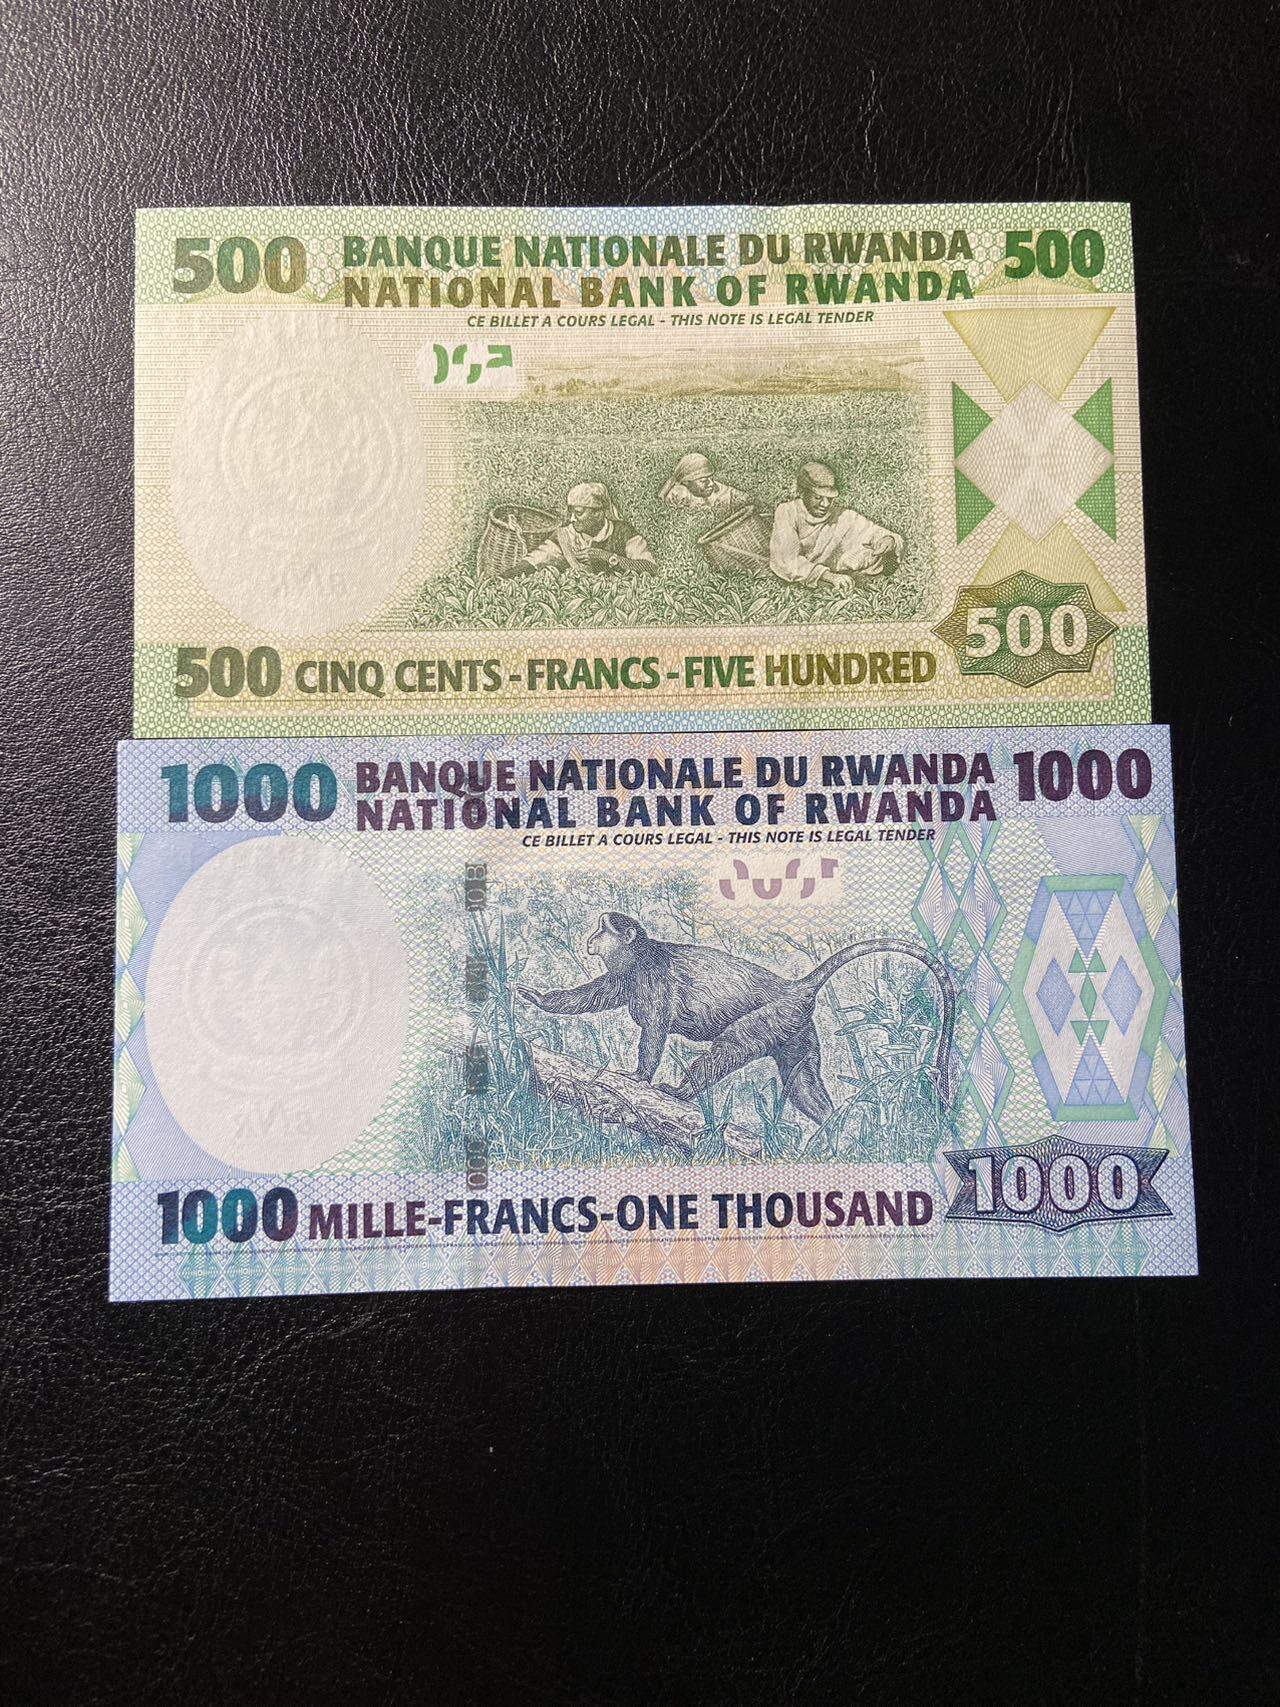 500 BANQUE NATIONALE DU RWANDA 500
NATIONAL BANK OF RWANDA
CE BILLET A COURS LEGAL - THIS NOTE IS LEGAL TENDER
500
500 CINQ CENTS - FRANCS - FIVE HUNDRED
1000 BANQUE NATIONALE DU RWANDA 1000
NATIONAL BANK OF RWANDA
CE BILLET A COURS LEGAL - THIS NOTE IS LEGAL TENDER
1000
1000 MILLE-FRANCS-ONE THOUSAND